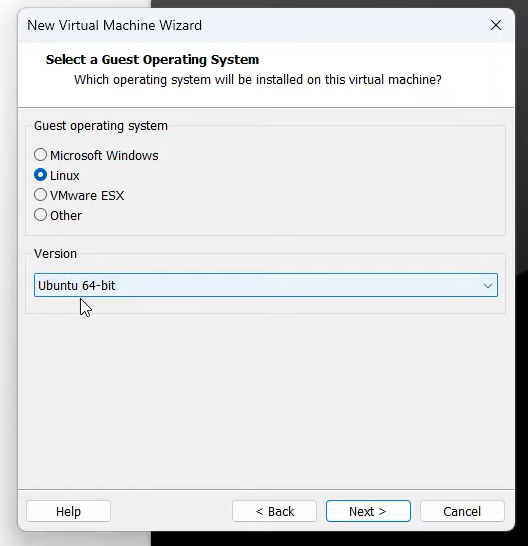 New Virtual Machine Wizard
Select a Guest Operating System
Which operating system will be installed on this virtual machine?
Guest operating system
Microsoft Windows
Linux
VMware ESX
Other
Version
Ubuntu 64-bit
Help
< Back
Next >
Cancel